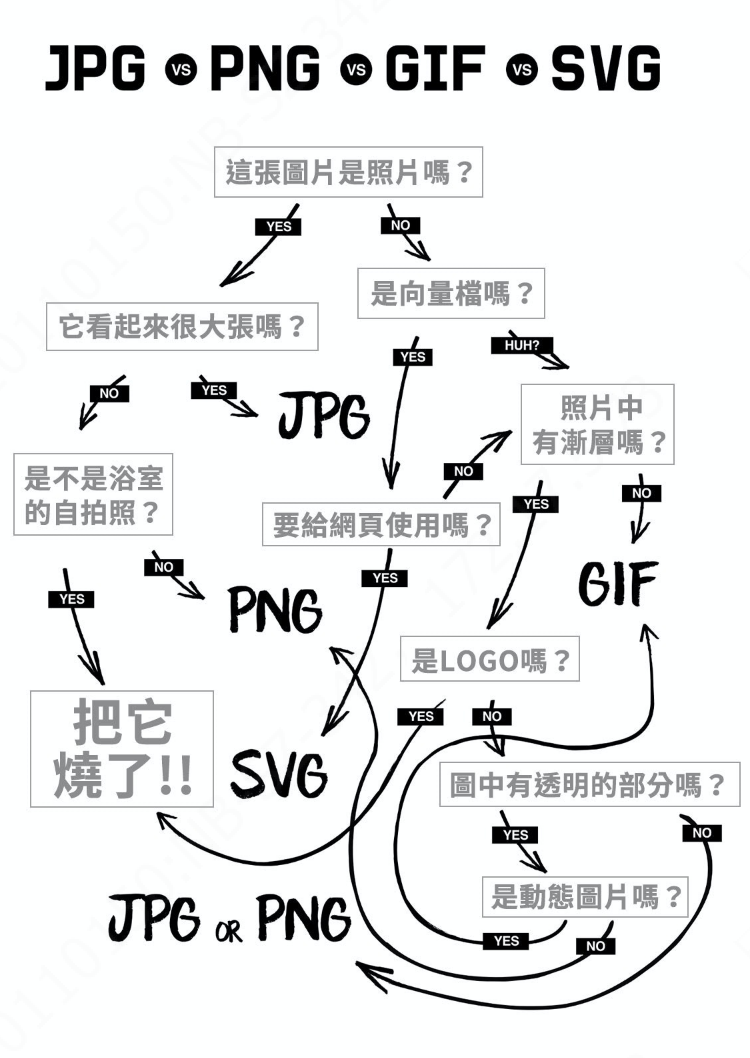 JPG VS PNG VS GIF VS SVG
這張圖片是照片嗎？
YES
NO
是向量檔嗎？
它看起來很大張嗎？
YES
HUH?
NO
YES
JPG
照片中
有漸層嗎？
是不是浴室
的自拍照？
NO
YES
NO
要給網頁使用嗎？
NO
YES
YES
PNG
GIF
是LOGO嗎？
把它
燒了!!
YES
NO
SVG
圖中有透明的部分嗎？
YES
NO
是動態圖片嗎？
JPG OR PNG
YES
NO